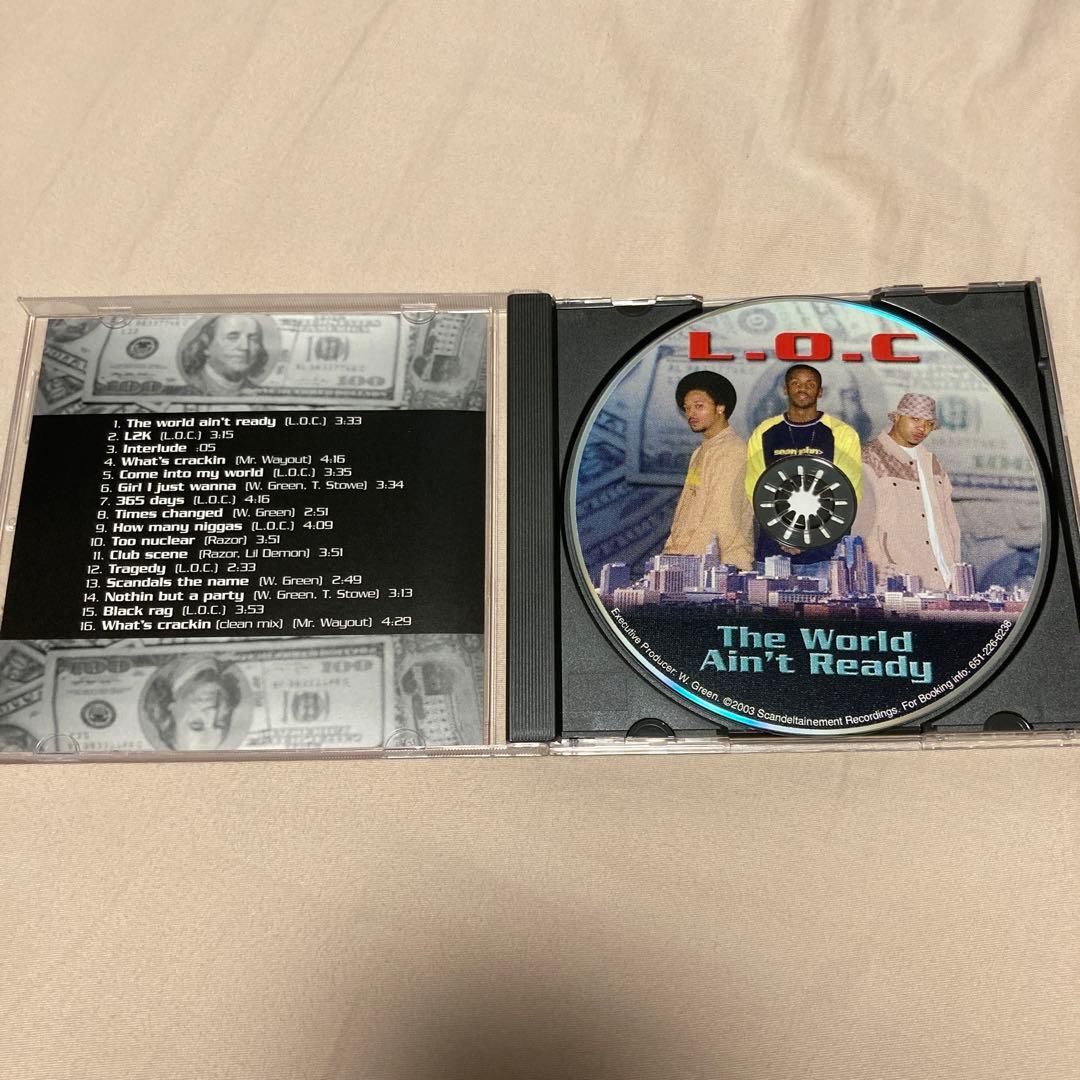 1. The world ain't ready (L.O.C.) 3:33
2. L2K (L.O.C.) 3:15
3. Interlude :05
4. What's crackin (Mr. Wayout) 4:16
5. Come into my world (L.O.C.) 3:35
6. Girl I just wanna (W. Green. T. Stowe) 3:34
7. 365 days (L.O.C.) 4:16
8. Times changed (W. Green) 2:51
9. How many niggas (L.O.C.) 4:09
10. Too nuclear (Razor) 3:51
11. Club scene (Razor, Lil Demon) 3:51
12. Tragedy (L.O.C.) 2:33
13. Scandals the name (W. Green) 2:49
14. Nothin but a party (W. Green. T. Stowe) 3:13
15. Black rag (L.O.C.) 3:53
16. What's crackin (clean mix) (Mr. Wayout) 4:29
100
100
L.O.C
sean john
The World
Ain't Ready
Executive Producer: W. Green. ©2003 Scandeltainement Recordings. For Booking info: 651-226-6238